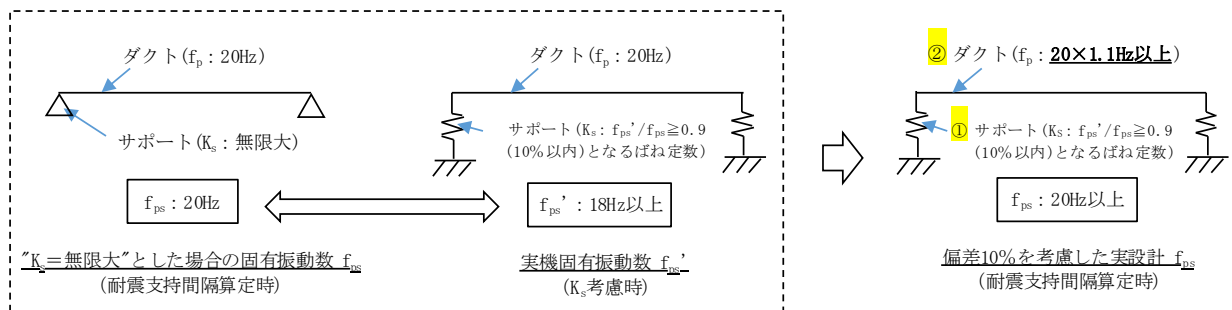 ダクト(fp：20Hz)
サポート(Ks：無限大)
fps：20Hz
"Ks＝無限大"とした場合の固有振動数 fps
(耐震支持間隔算定時)
ダクト(fp：20Hz)
サポート(Ks：fps'/fps≧0.9
(10%以内)となるばね定数)
fps'：18Hz以上
実機固有振動数 fps'
(Ks考慮時)
② ダクト(fp：20×1.1Hz以上)
① サポート(KS：fps'/fps≧0.9
(10%以内)となるばね定数)
fps：20Hz以上
偏差10%を考慮した実設計 fps
(耐震支持間隔算定時)